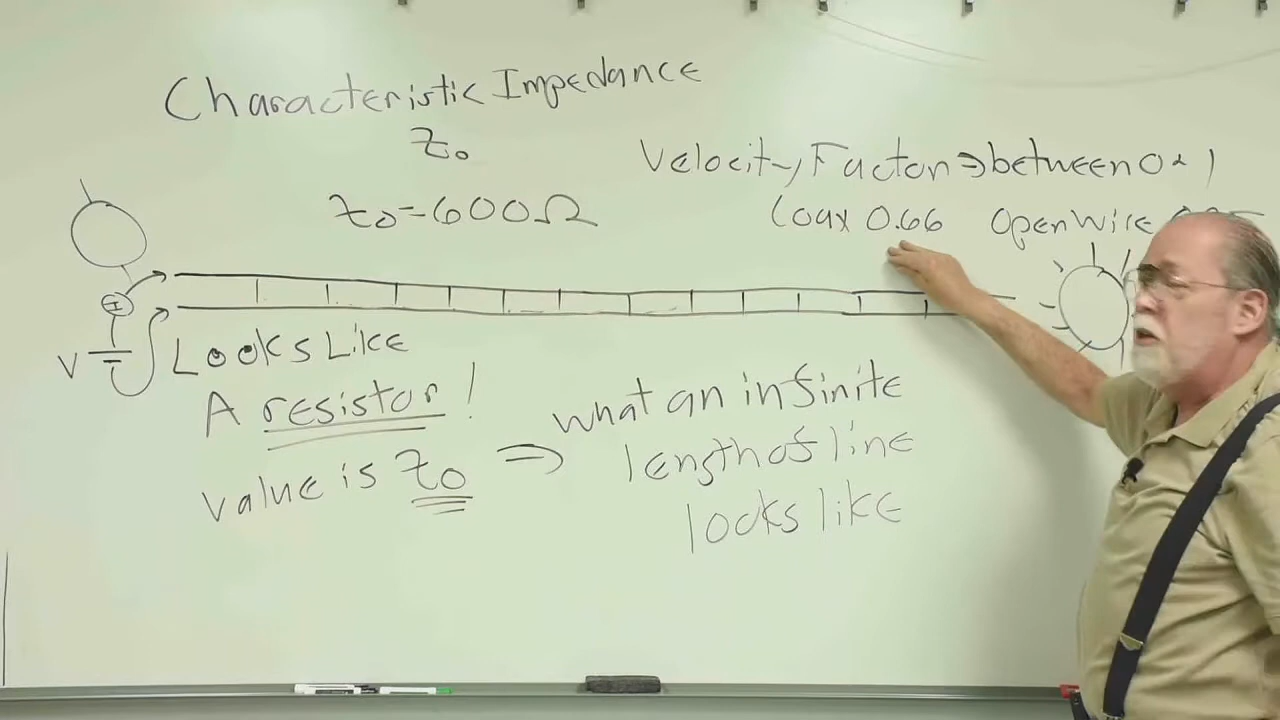 Characteristic Impedance
Zo
Zo = 600Ω
Velocity Factor ⇒ between 0 & 1
Coax 0.66 Open Wire
I
V
Looks Like
A resistor!
value is Zo ⇒ what an infinite
length of line
looks like